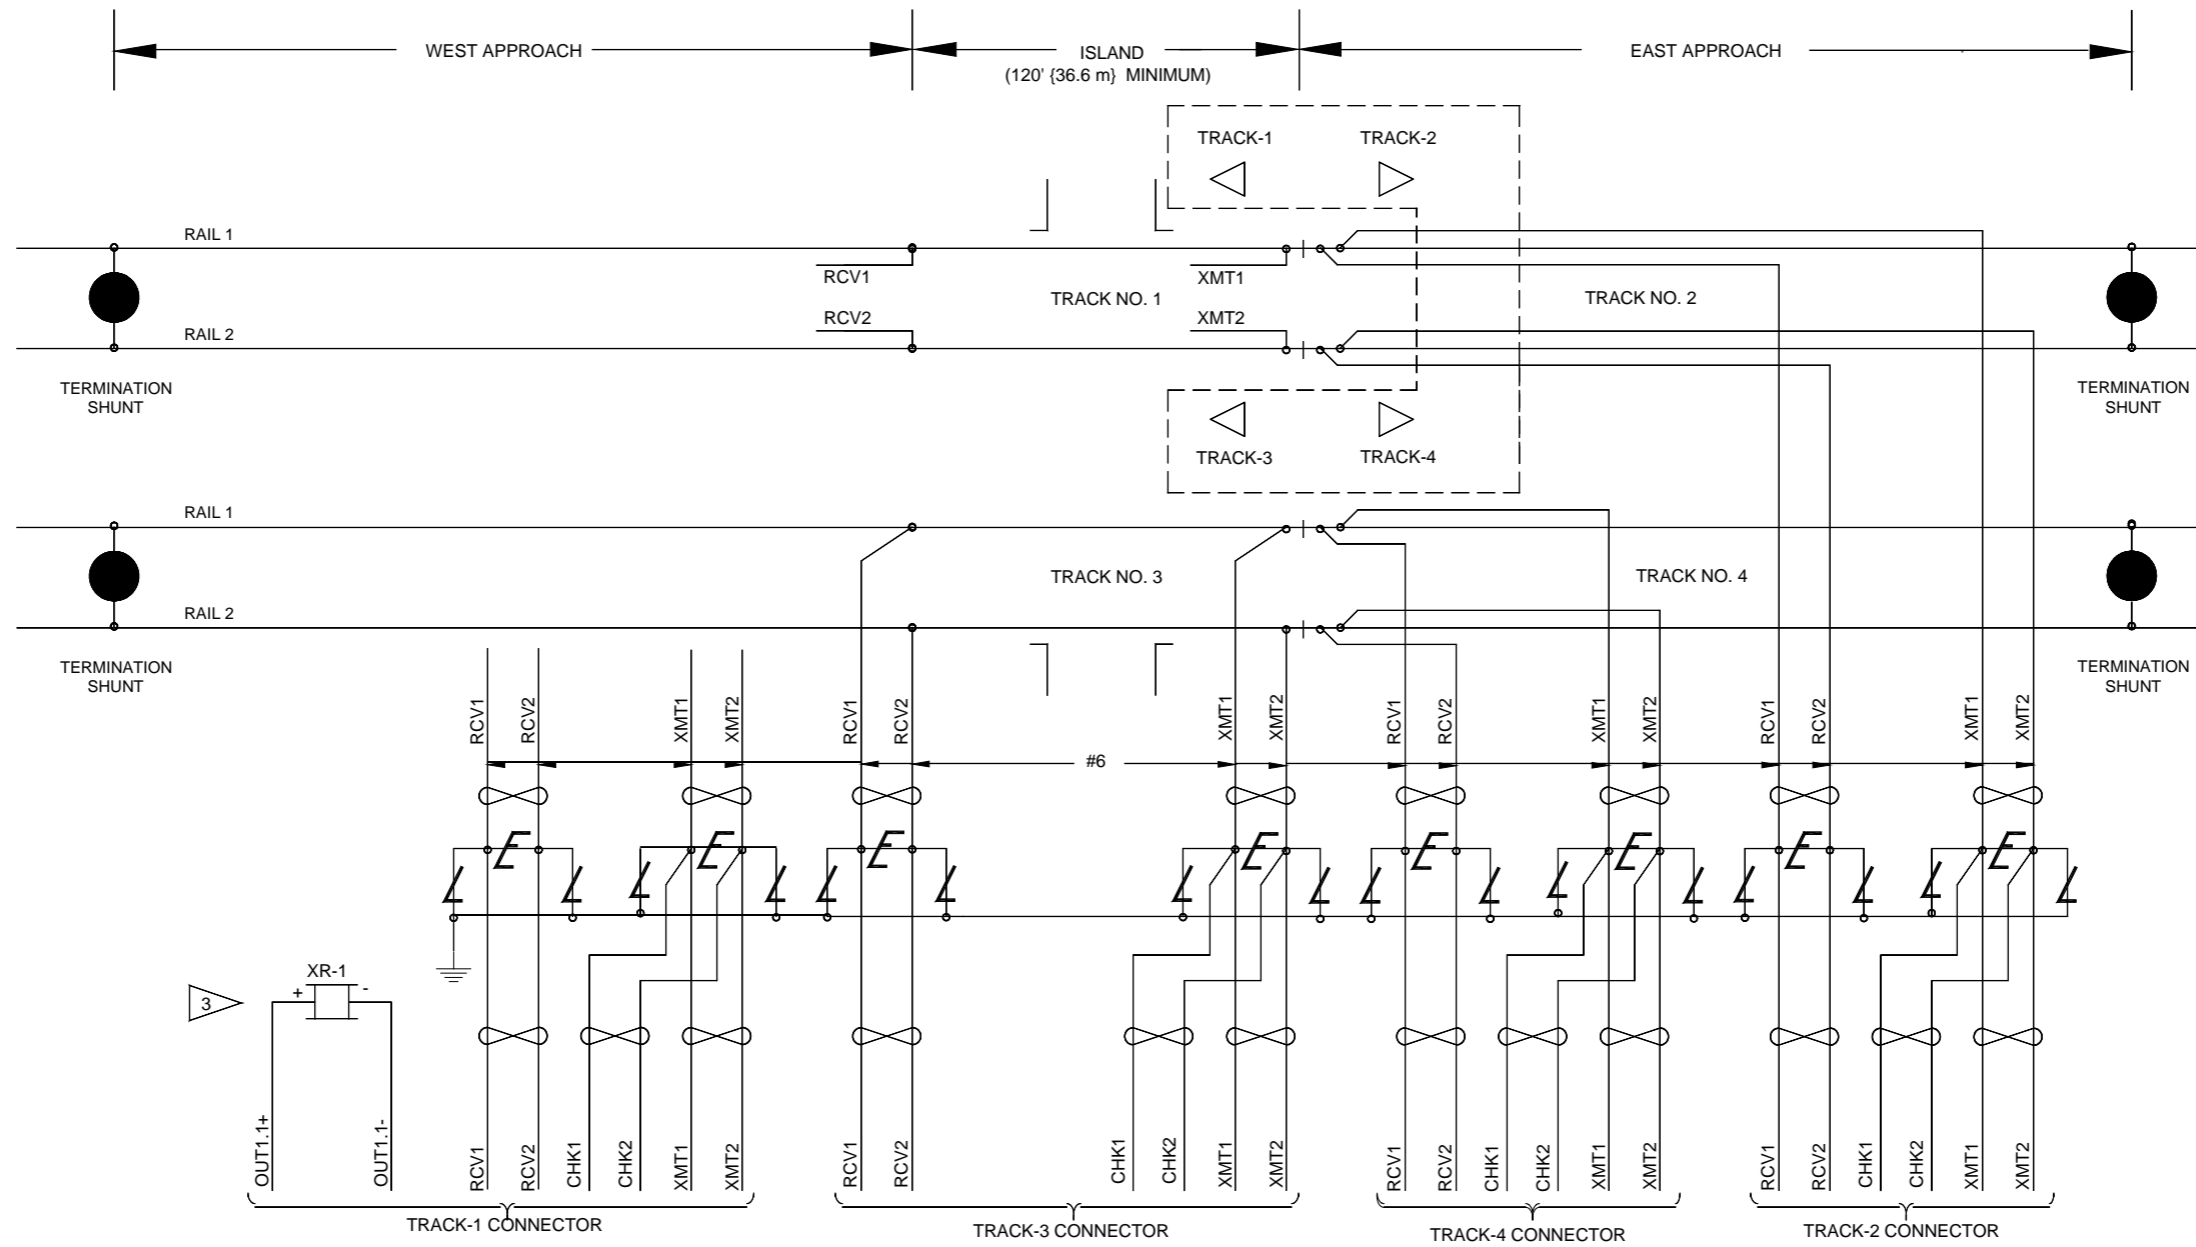 WEST APPROACH
ISLAND
(120' {36.6 m} MINIMUM)
EAST APPROACH
TRACK-1
TRACK-2
RAIL 1
RCV1
XMT1
TRACK NO. 1
TRACK NO. 2
RCV2
XMT2
RAIL 2
TERMINATION
SHUNT
TERMINATION
SHUNT
TRACK-3
TRACK-4
RAIL 1
TRACK NO. 3
TRACK NO. 4
RAIL 2
TERMINATION
SHUNT
TERMINATION
SHUNT
RCV1
RCV2
XMT1
XMT2
RCV1
RCV2
XMT1
XMT2
RCV1
RCV2
XMT1
XMT2
RCV1
RCV2
XMT1
XMT2
#6
XR-1
+
-
3
OUT1.1+
OUT1.1-
RCV1
RCV2
CHK1
CHK2
XMT1
XMT2
RCV1
RCV2
CHK1
CHK2
XMT1
XMT2
RCV1
RCV2
CHK1
CHK2
XMT1
XMT2
RCV1
RCV2
CHK1
CHK2
XMT1
XMT2
TRACK-1 CONNECTOR
TRACK-3 CONNECTOR
TRACK-4 CONNECTOR
TRACK-2 CONNECTOR